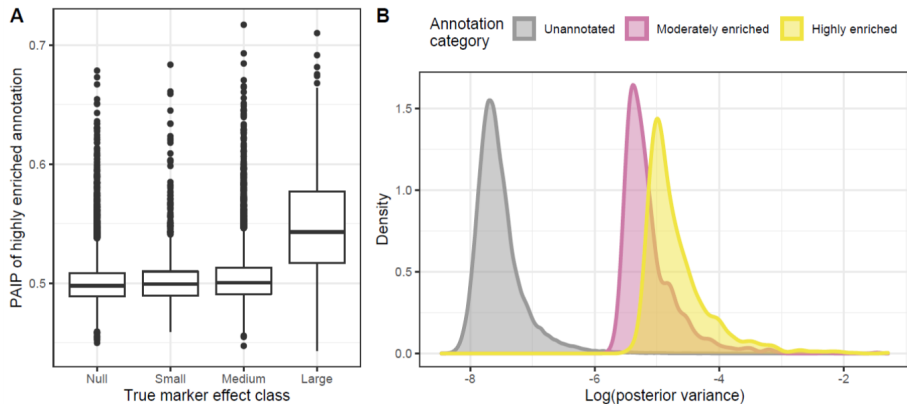 A
PAIP of highly enriched annotation
0.7
0.6
0.5
Null Small Medium Large
True marker effect class
B
Annotation
category
Unannotated Moderately enriched Highly enriched
Density
1.5
1.0
0.5
0.0
-8 -6 -4 -2
Log(posterior variance)